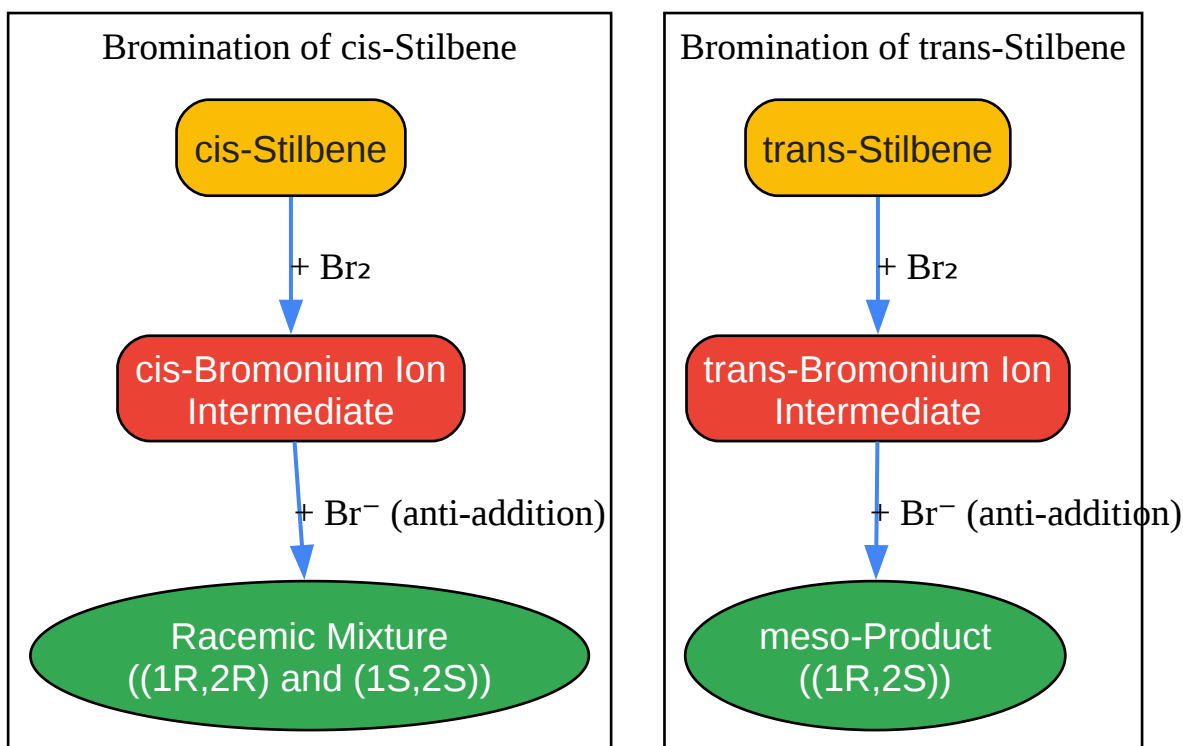 Bromination of cis-Stilbene
cis-Stilbene
+ Br₂
cis-Bromonium Ion
Intermediate
+ Br⁻ (anti-addition)
Racemic Mixture
((1R,2R) and (1S,2S))
Bromination of trans-Stilbene
trans-Stilbene
+ Br₂
trans-Bromonium Ion
Intermediate
+ Br⁻ (anti-addition)
meso-Product
((1R,2S))